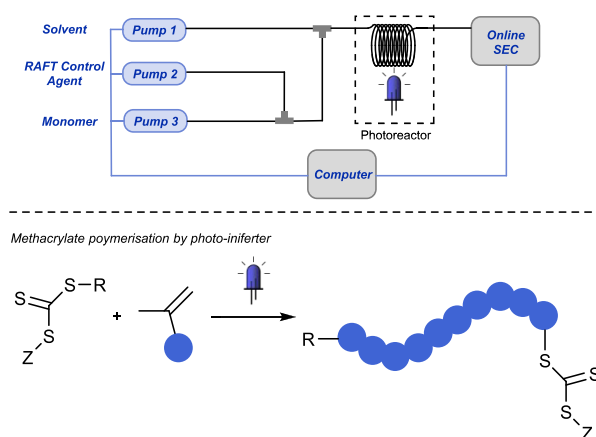 Solvent
Pump 1
Online
SEC
RAFT Control
Agent
Pump 2
Monomer
Pump 3
Photoreactor
Computer
Methacrylate poymerisation by photo-iniferter
S
S
R
S
Z
+
R
S
S
S
Z